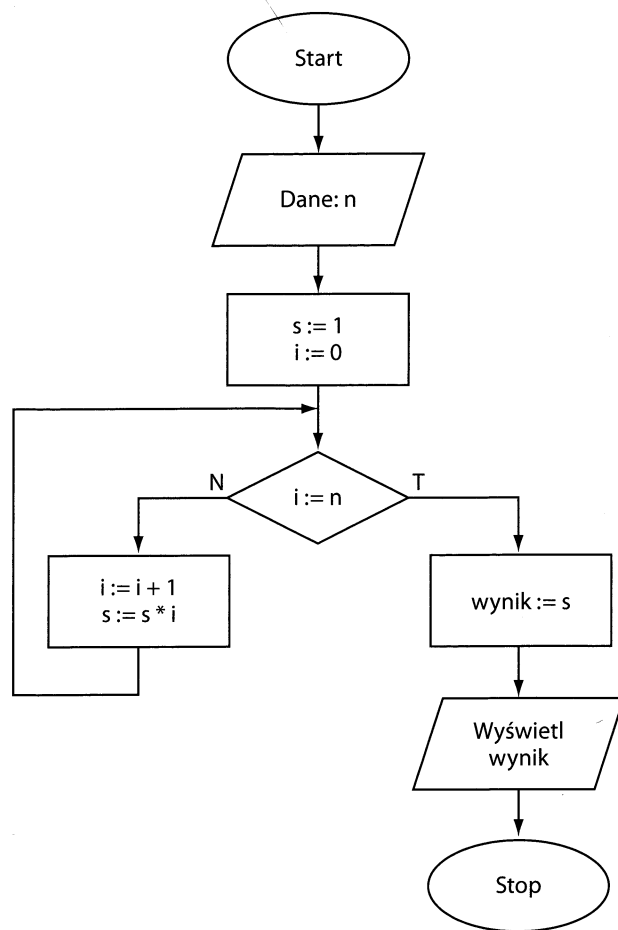 Start
Dane: n
s := 1
i := 0
N
i := n
T
i := i + 1
s := s * i
wynik := s
Wyświetl
wynik
Stop